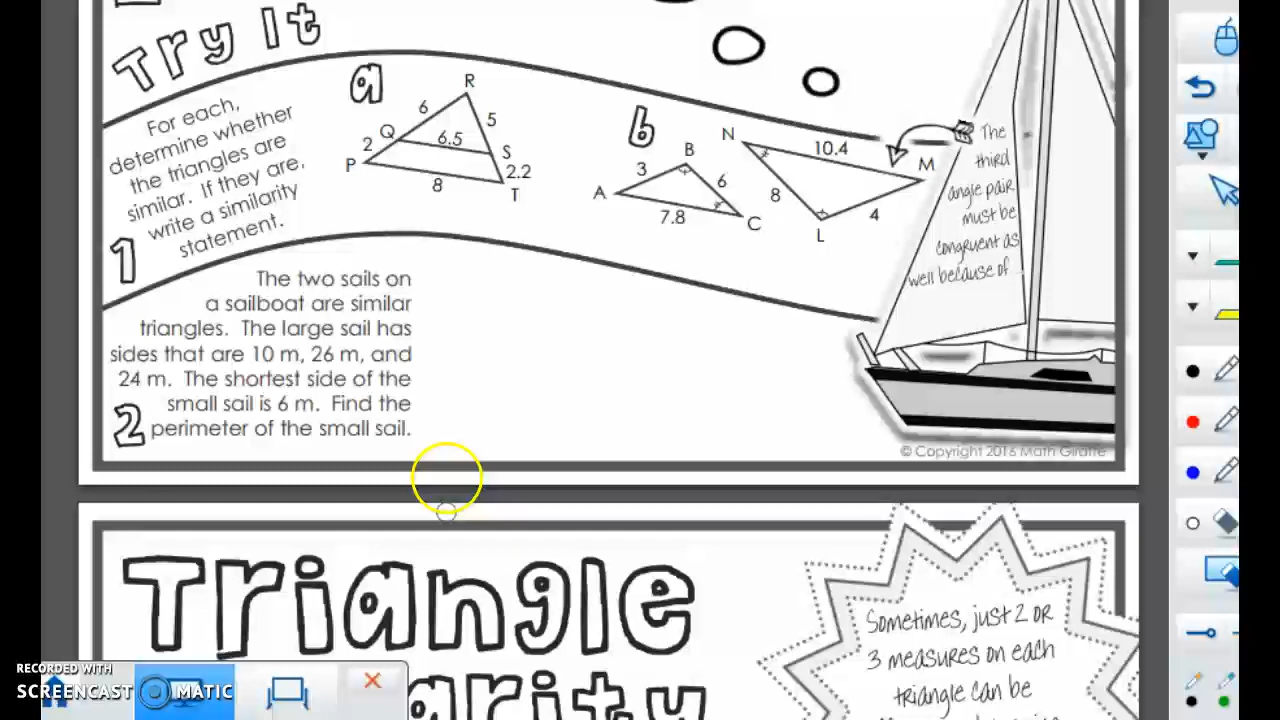 Try It
a
R
6
5
Q
6.5
2
S
P
2.2
8
T
b
N
10.4
B
M
3
6
8
A
4
7.8
C
L
For each,
determine whether
the triangles are
similar. If they are,
write a similarity
statement.
1
The
third
angle pair
must be
congruent as
well because of
The two sails on
a sailboat are similar
triangles. The large sail has
sides that are 10 m, 26 m, and
24 m. The shortest side of the
small sail is 6 m. Find the
perimeter of the small sail.
2
© Copyright 2016 Math Giraffe
Triangle
Sometimes, just 2 or
3 measures on each
triangle can be
RECORDED WITH
SCREENCAST MATIC